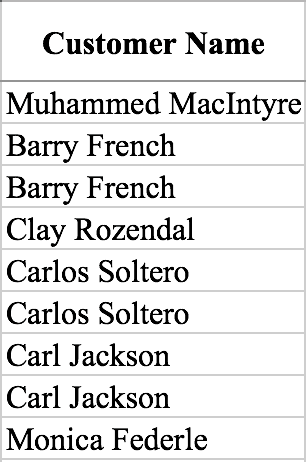 Customer Name
Muhammed MacIntyre
Barry French
Barry French
Clay Rozendal
Carlos Soltero
Carlos Soltero
Carl Jackson
Carl Jackson
Monica Federle